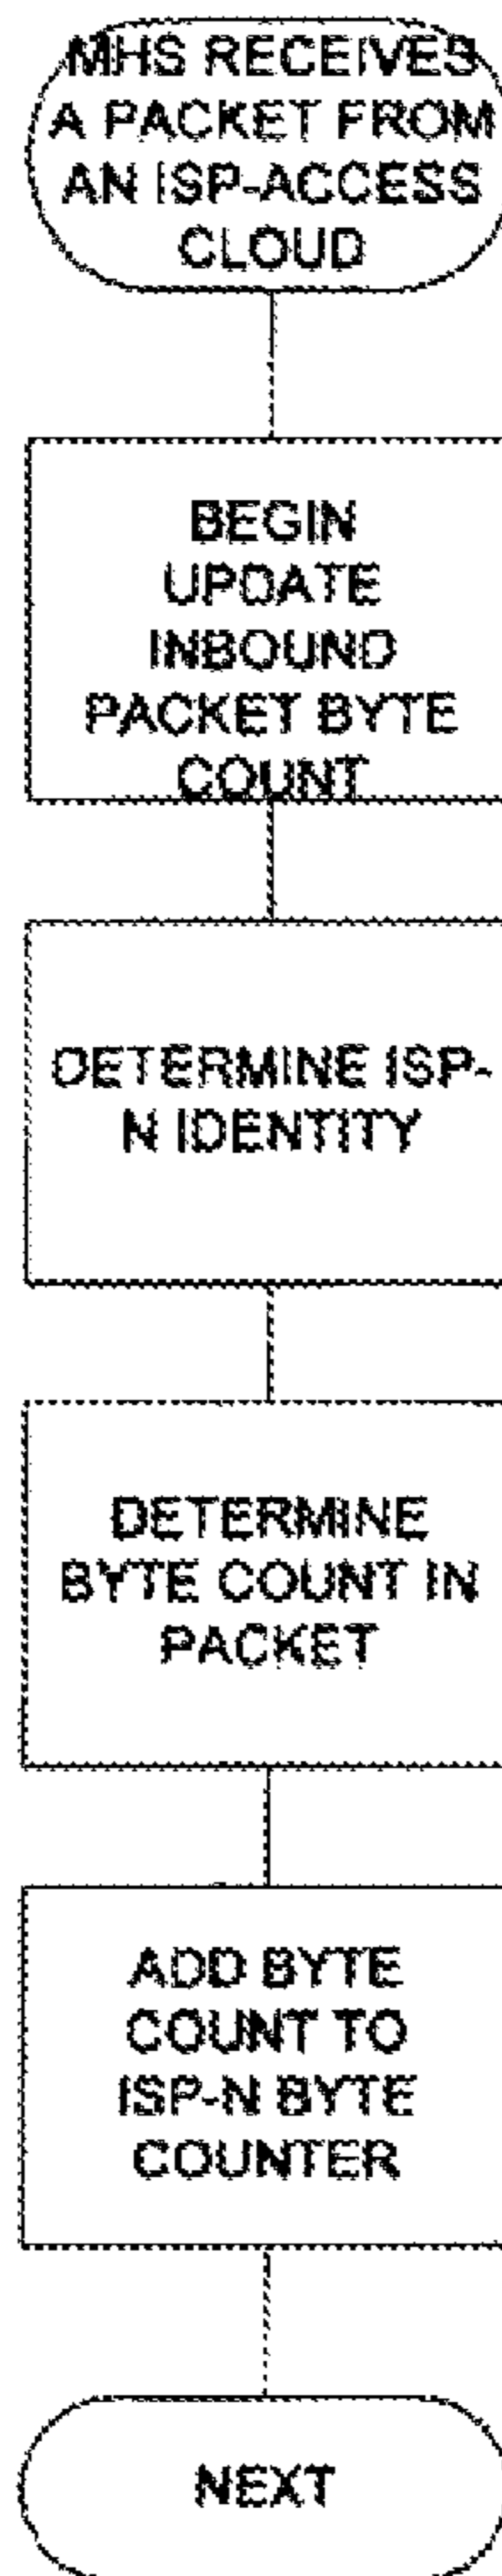 MHS RECEIVES
A PACKET FROM
AN ISP-ACCESS
CLOUD
BEGIN
UPDATE
INBOUND
PACKET BYTE
COUNT
DETERMINE ISP-
N IDENTITY
DETERMINE
BYTE COUNT IN
PACKET
ADD BYTE
COUNT TO
ISP-N BYTE
COUNTER
NEXT